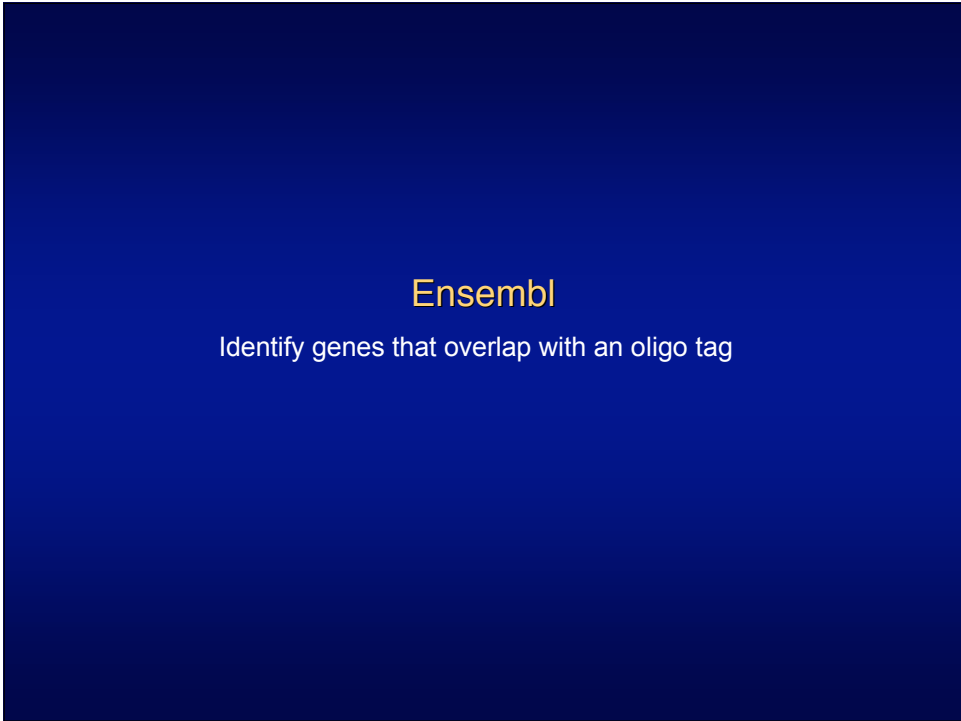 Ensembl
Identify genes that overlap with an oligo tag